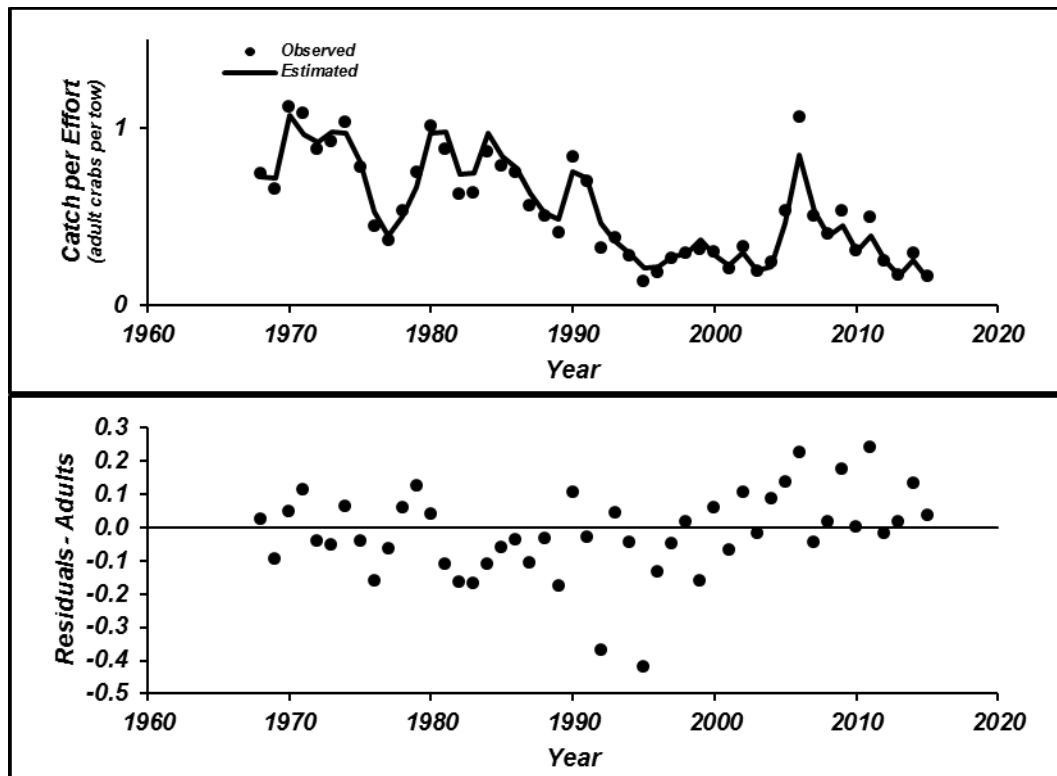 Catch per Effort
(adult crabs per tow)
Observed
Estimated
1
0
1960 1970 1980 1990 2000 2010 2020
Year
Residuals - Adults
0.3
0.2
0.1
0.0
-0.1
-0.2
-0.3
-0.4
-0.5
1960 1970 1980 1990 2000 2010 2020
Year